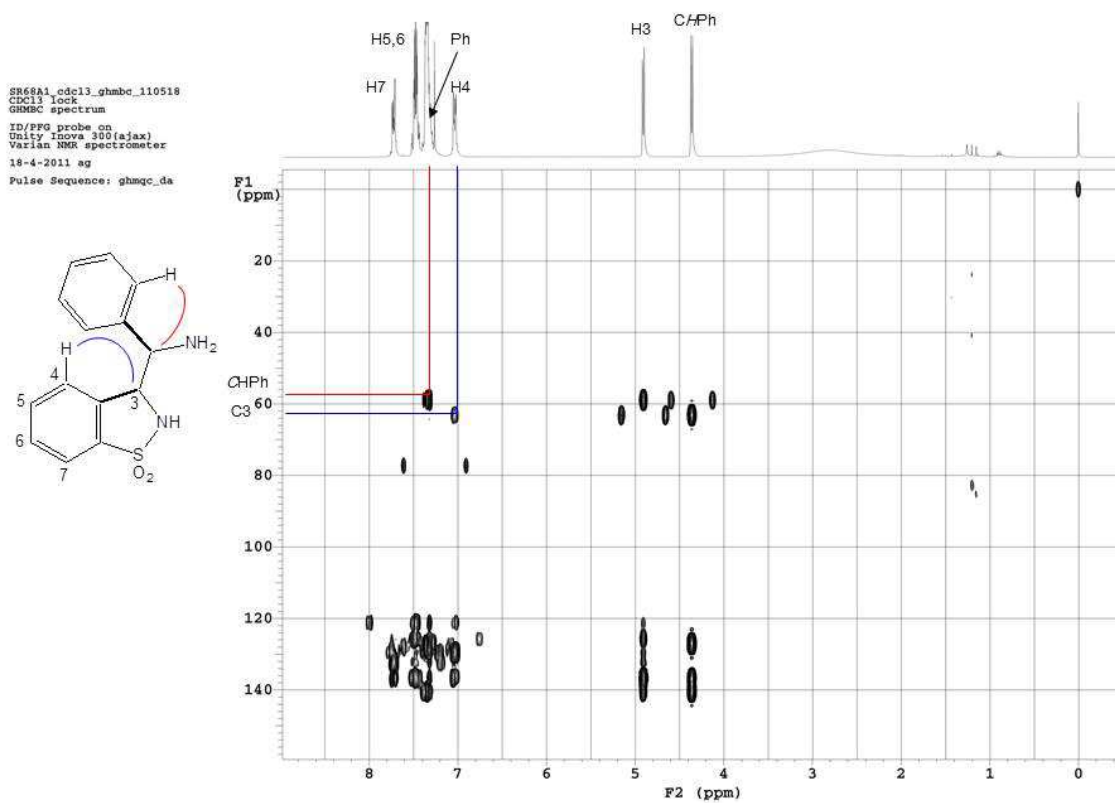 SR68A1_cdcl3_ghmbc_110518
CDCl3 lock
GHMBC spectrum
ID/PFG probe on
Unity Inova 300(ajax)
Varian NMR spectrometer
18-4-2011 ag
Pulse Sequence: ghmqc_da
H7
H5,6
Ph
H4
H3
CHPh
F1
(ppm)
20
40
60
80
100
120
140
CHPh
C3
8 7 6 5 4 3 2 1 0
F2 (ppm)
H
NH2
H
4
5
6
7
3
NH
S
O2